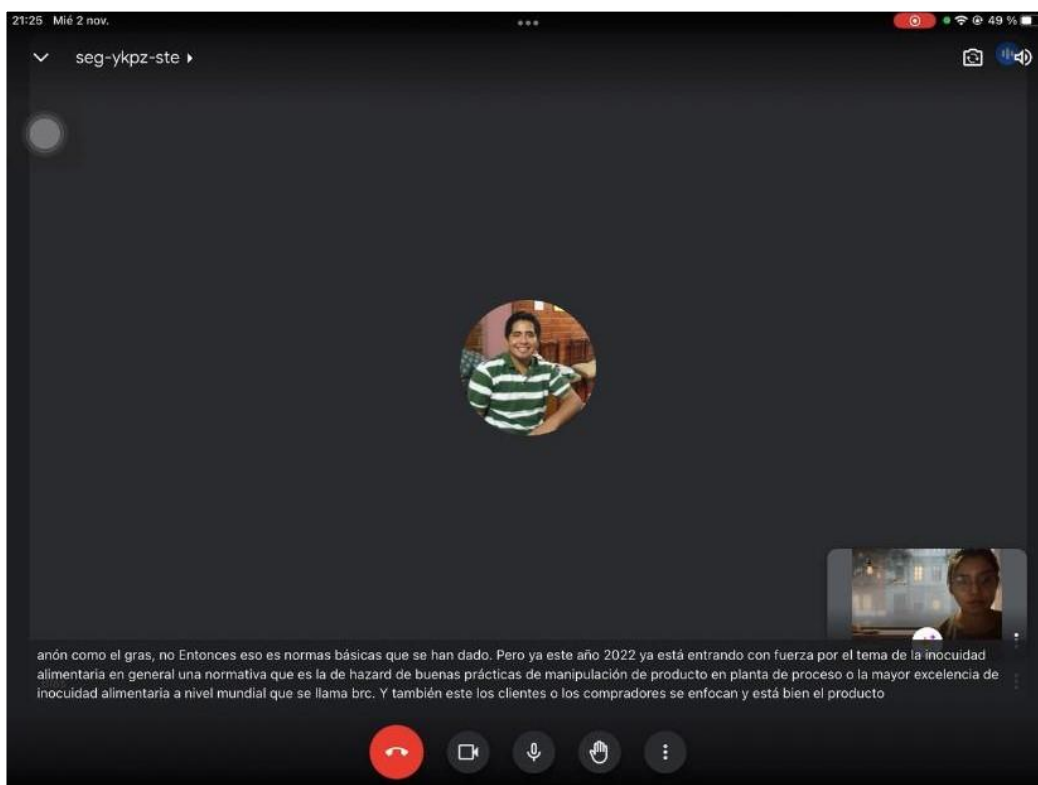 21:25 Mié 2 nov.
49 %
seg-ykpz-ste
anón como el gras, no Entonces eso es normas básicas que se han dado. Pero ya este año 2022 ya está entrando con fuerza por el tema de la inocuidad
alimentaria en general una normativa que es la de hazard de buenas prácticas de manipulación de producto en planta de proceso o la mayor excelencia de
inocuidad alimentaria a nivel mundial que se llama brc. Y también este los clientes o los compradores se enfocan y está bien el producto